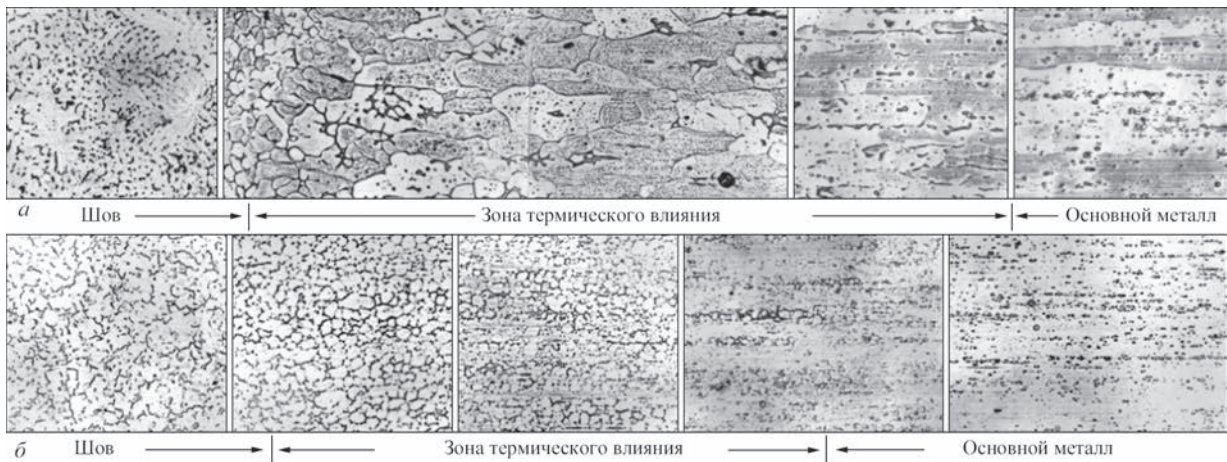 а Шов Зона термического влияния Основной металл
б Шов Зона термического влияния Основной металл